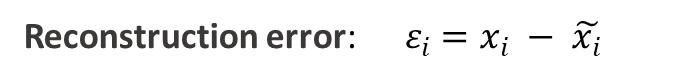 Reconstruction error: εᵢ = xᵢ − x̃ᵢ